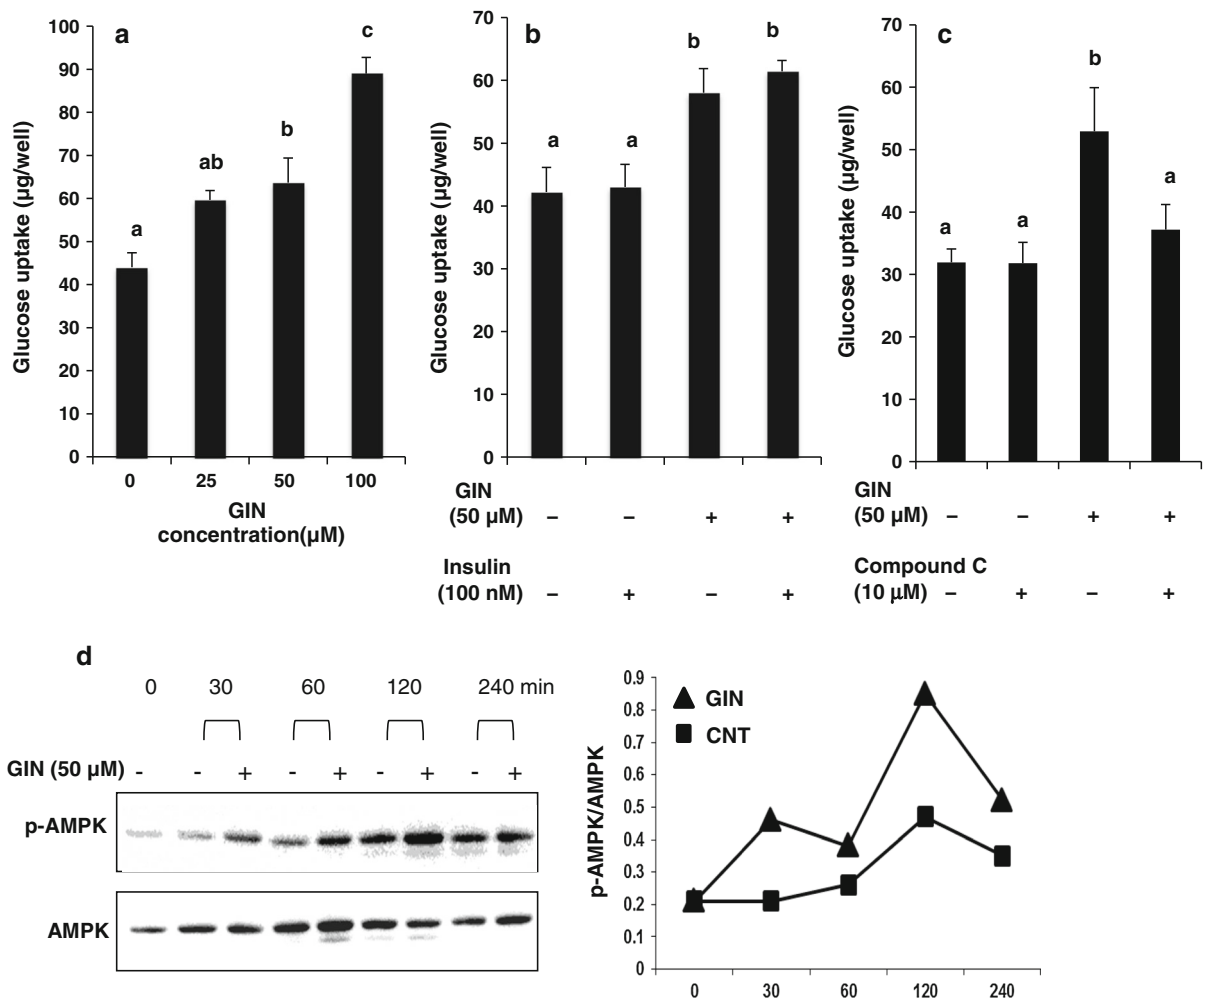 a
Glucose uptake (µg/well)
100
90
80
70
60
50
40
30
20
10
0
a
ab
b
c
0 25 50 100
GIN
concentration(µM)
b
Glucose uptake (µg/well)
70
60
50
40
30
20
10
0
a
a
b
b
GIN
(50 µM) – – + +
Insulin
(100 nM) – + – +
c
Glucose uptake (µg/well)
70
60
50
40
30
20
10
0
a
a
b
a
GIN
(50 µM) – – + +
Compound C
(10 µM) – + – +
d
0 30 60 120 240 min
GIN (50 µM) - - + - + - + - +
p-AMPK
AMPK
p-AMPK/AMPK
0.9
0.8
0.7
0.6
0.5
0.4
0.3
0.2
0.1
0
GIN
CNT
0 30 60 120 240